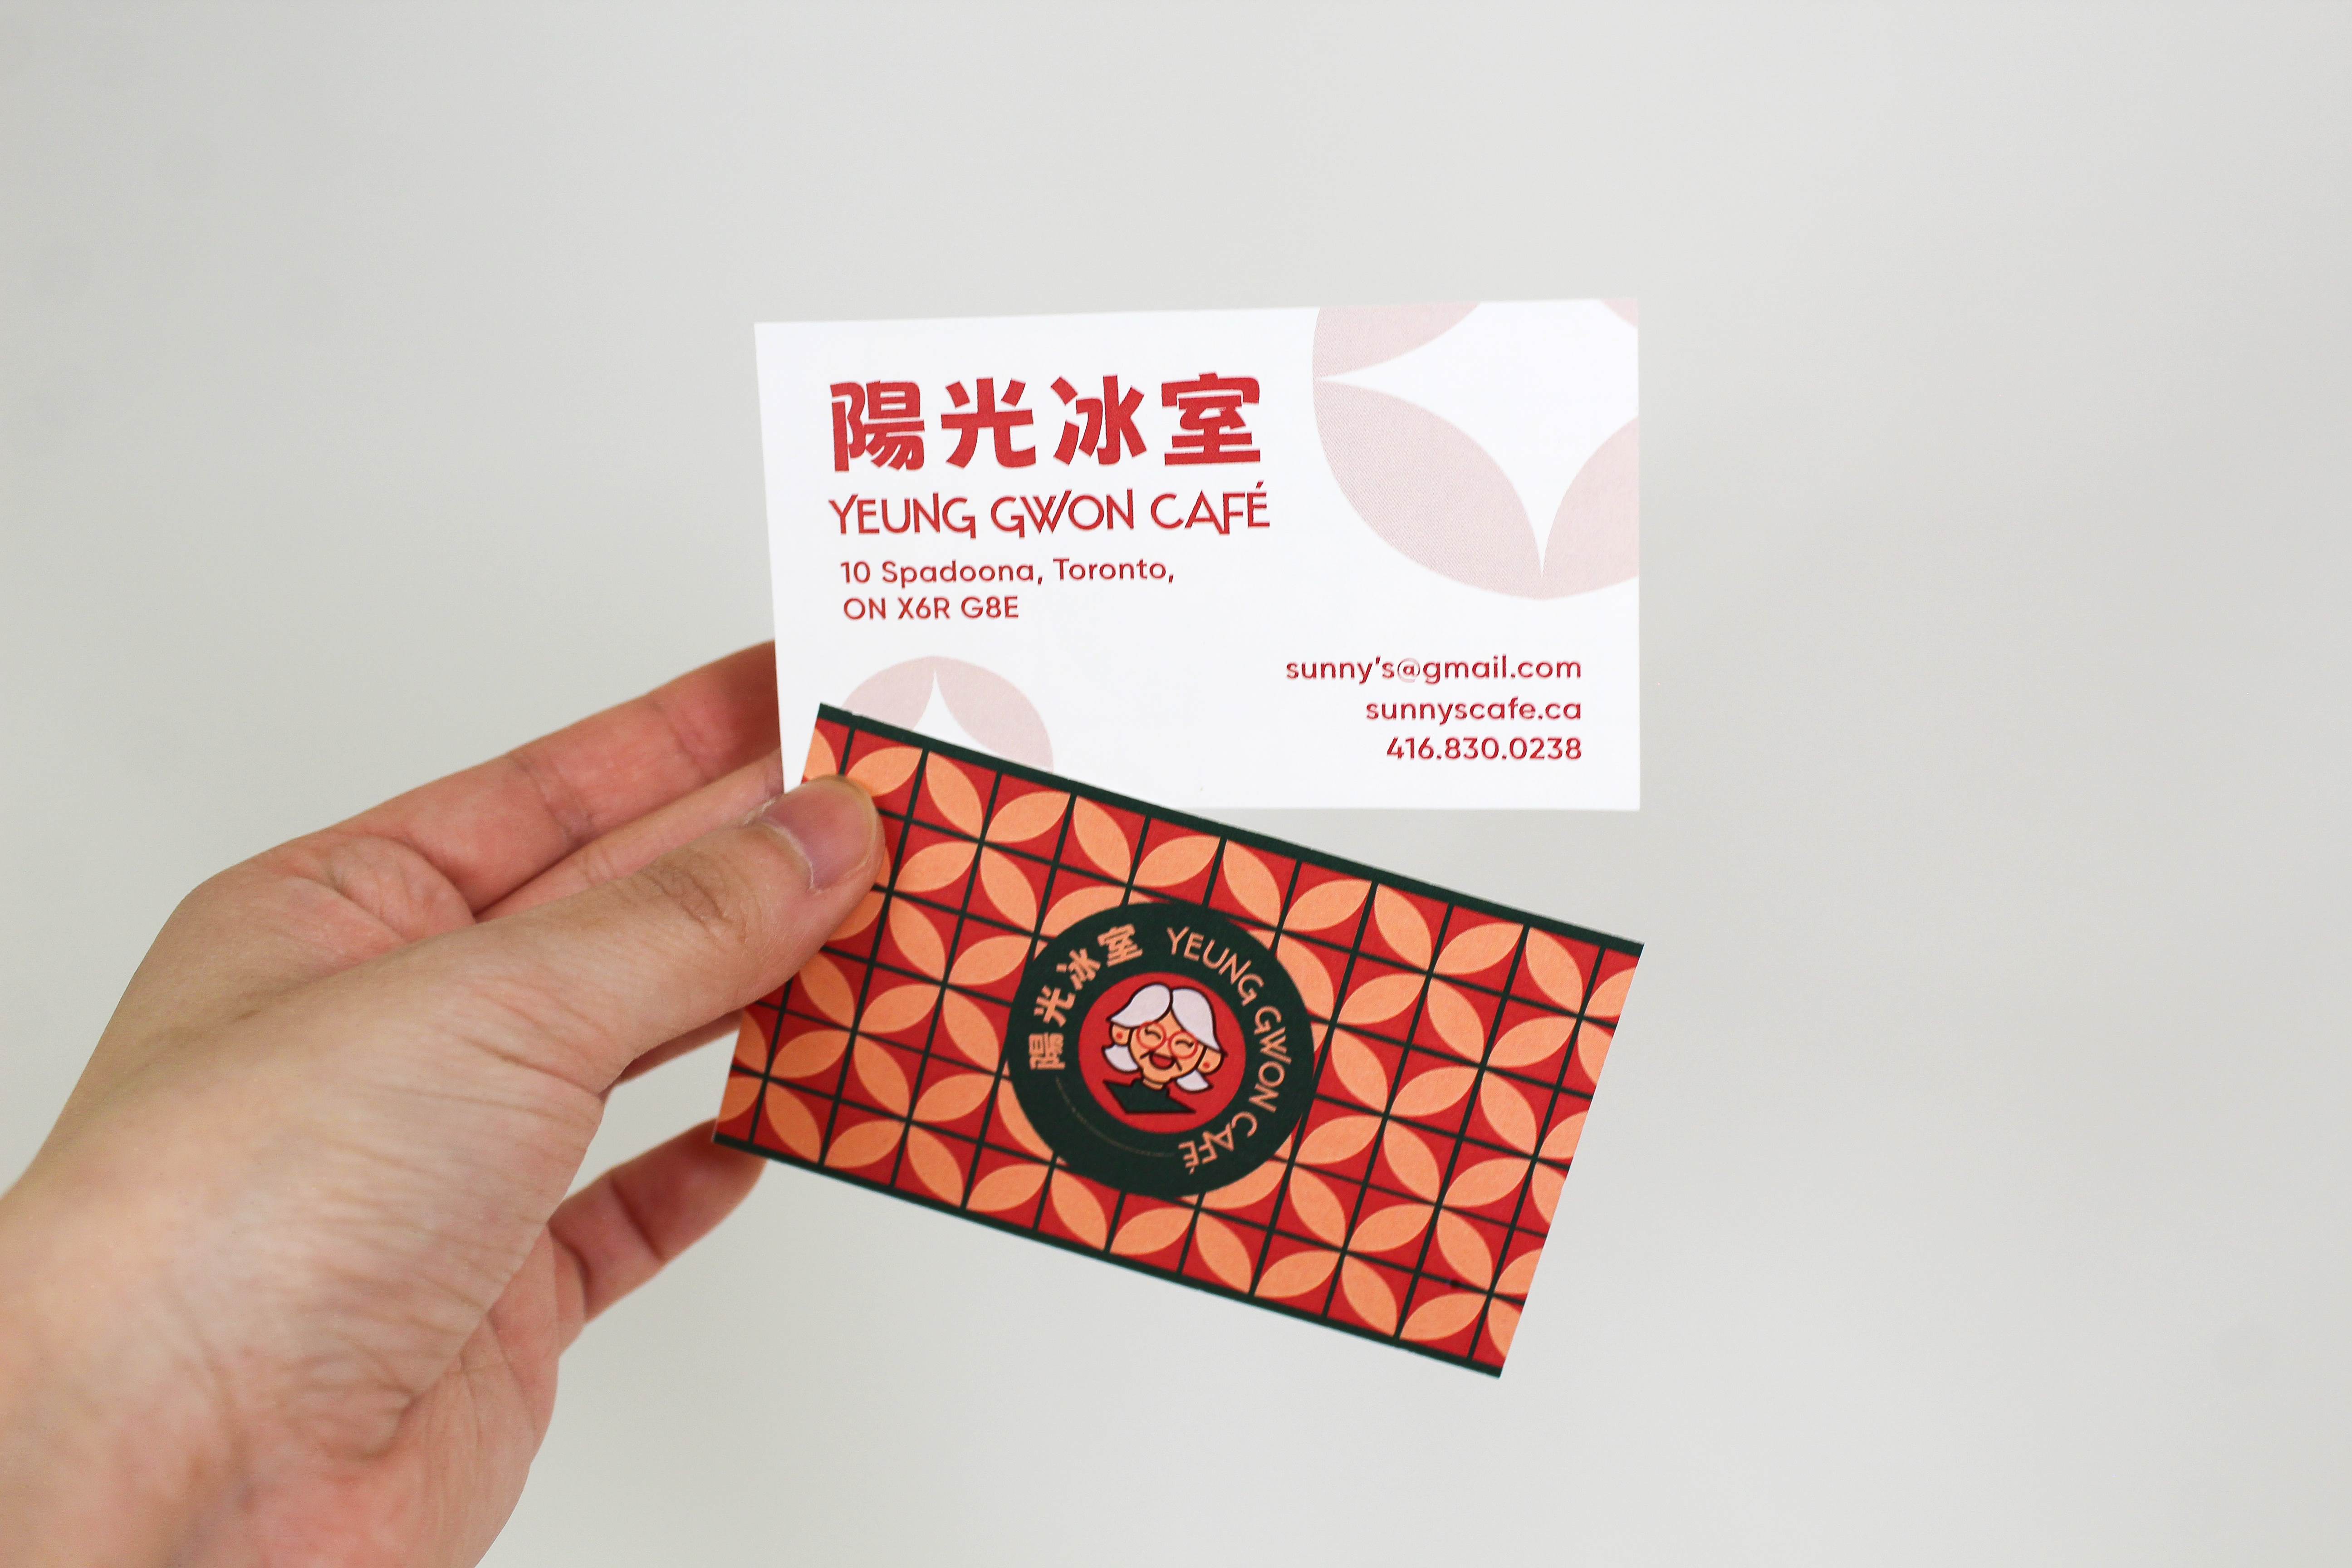 陽光冰室
YEUNG GWON CAFÉ
10 Spadoona, Toronto,
ON X6R G8E
sunny's@gmail.com
sunnyscafe.ca
416.830.0238
陽光冰室 YEUNG GWON CAFÉ